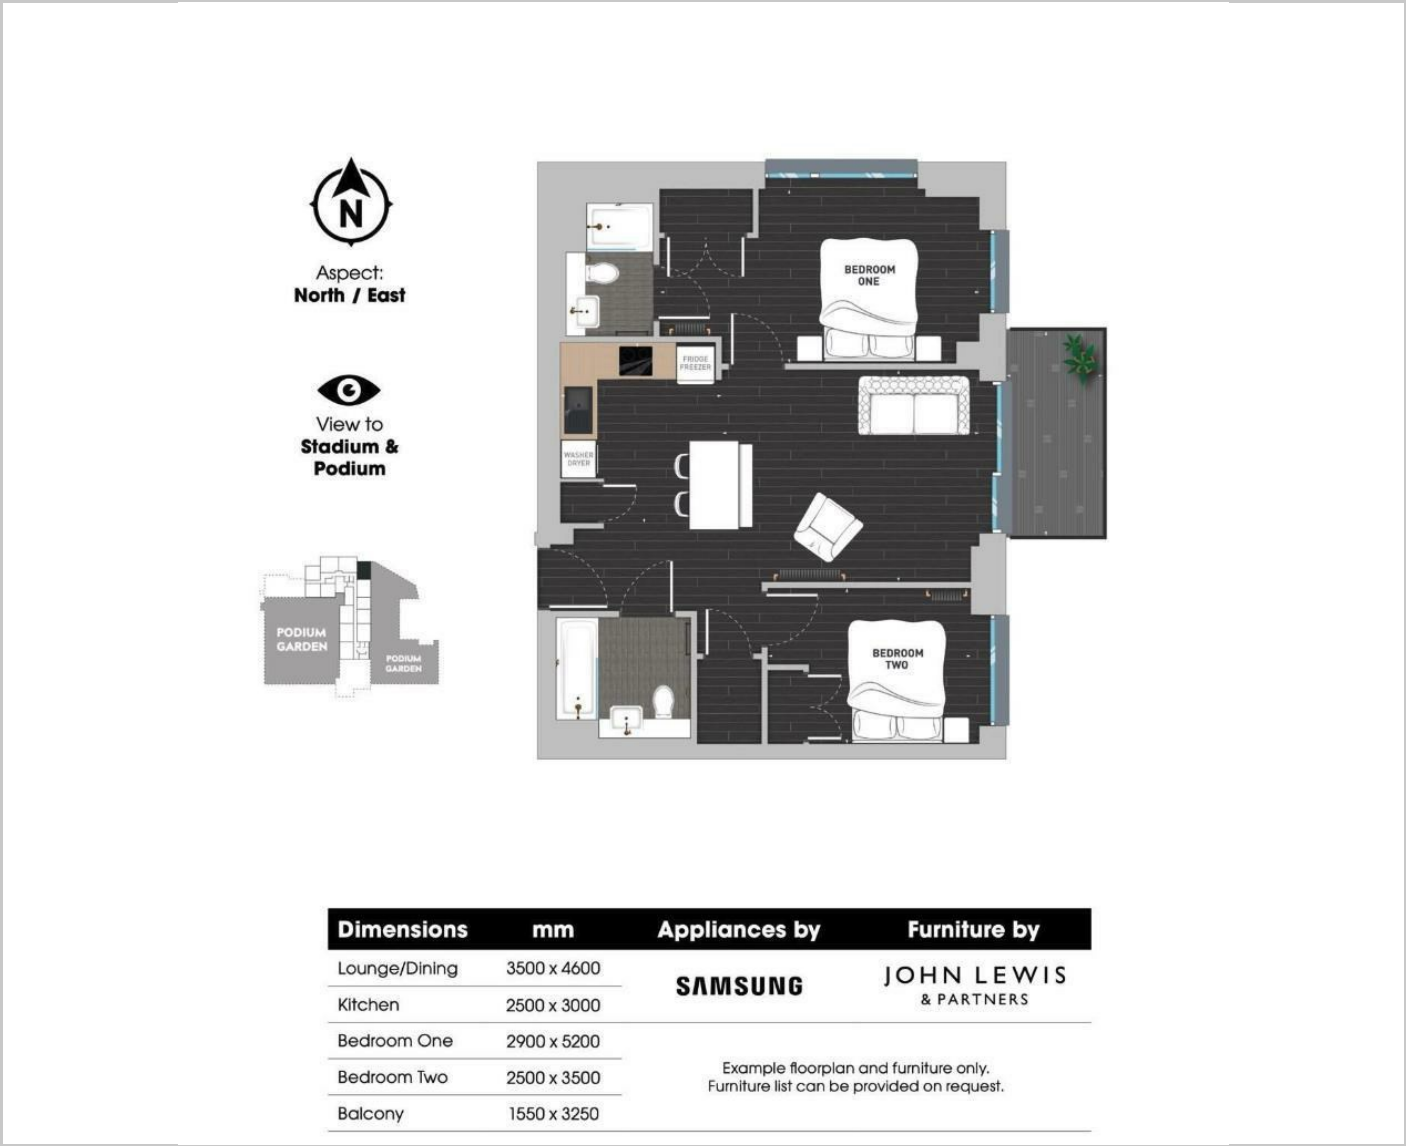 N
Aspect:
North / East
View to
Stadium &
Podium
PODIUM
GARDEN
PODIUM
GARDEN
BEDROOM
ONE
FRIDGE
FREEZER
WASHER
DRYER
BEDROOM
TWO
Dimensions mm Appliances by Furniture by
Lounge/Dining 3500 x 4600
Kitchen 2500 x 3000
Bedroom One 2900 x 5200
Bedroom Two 2500 x 3500
Balcony 1550 x 3250
SAMSUNG
JOHN LEWIS
& PARTNERS
Example floorplan and furniture only.
Furniture list can be provided on request.